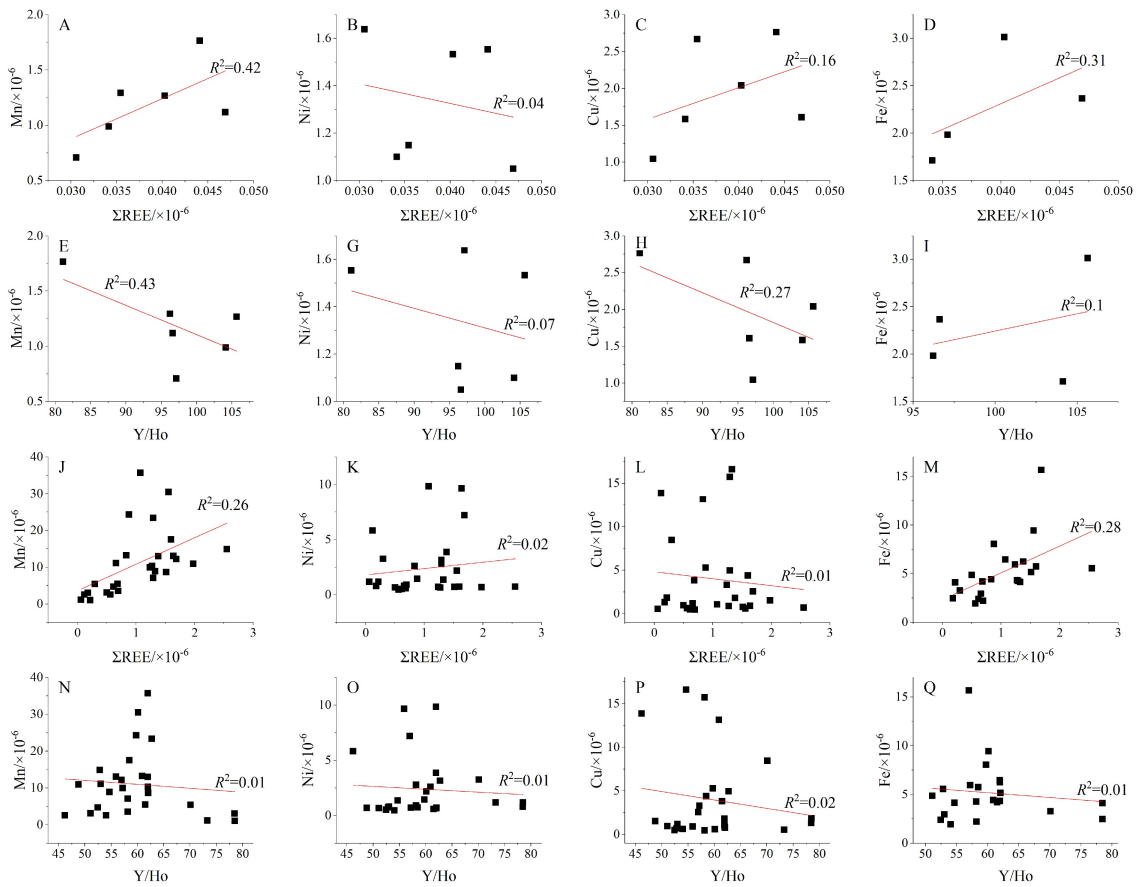 A
R²=0.42
Mn/×10⁻⁶
2.0
1.5
1.0
0.5
0.030 0.035 0.040 0.045 0.050
ΣREE/×10⁻⁶
B
R²=0.04
Ni/×10⁻⁶
1.6
1.4
1.2
1.0
0.030 0.035 0.040 0.045 0.050
ΣREE/×10⁻⁶
C
R²=0.16
Cu/×10⁻⁶
3.0
2.5
2.0
1.5
1.0
0.030 0.035 0.040 0.045 0.050
ΣREE/×10⁻⁶
D
R²=0.31
Fe/×10⁻⁶
3.0
2.5
2.0
1.5
0.035 0.040 0.045 0.050
ΣREE/×10⁻⁶
E
R²=0.43
Mn/×10⁻⁶
2.0
1.5
1.0
0.5
80 85 90 95 100 105
Y/Ho
G
R²=0.07
Ni/×10⁻⁶
1.6
1.4
1.2
1.0
80 85 90 95 100 105
Y/Ho
H
R²=0.27
Cu/×10⁻⁶
3.0
2.5
2.0
1.5
1.0
80 85 90 95 100 105
Y/Ho
I
R²=0.1
Fe/×10⁻⁶
3.0
2.5
2.0
1.5
95 100 105
Y/Ho
J
R²=0.26
Mn/×10⁻⁶
40
30
20
10
0
0 1 2 3
ΣREE/×10⁻⁶
K
R²=0.02
Ni/×10⁻⁶
10
5
0
0 1 2 3
ΣREE/×10⁻⁶
L
R²=0.01
Cu/×10⁻⁶
15
10
5
0
0 1 2 3
ΣREE/×10⁻⁶
M
R²=0.28
Fe/×10⁻⁶
15
10
5
0
0 1 2 3
ΣREE/×10⁻⁶
N
R²=0.01
Mn/×10⁻⁶
40
30
20
10
0
45 50 55 60 65 70 75 80
Y/Ho
O
R²=0.01
Ni/×10⁻⁶
10
5
0
45 50 55 60 65 70 75 80
Y/Ho
P
R²=0.02
Cu/×10⁻⁶
15
10
5
0
45 50 55 60 65 70 75 80
Y/Ho
Q
R²=0.01
Fe/×10⁻⁶
15
10
5
0
50 55 60 65 70 75 80
Y/Ho